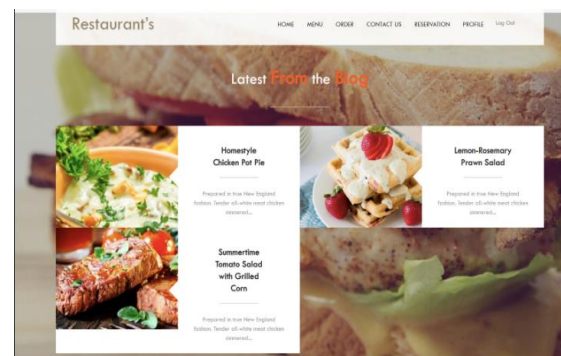 Restaurant's
HOME MENU ORDER CONTACT US RESERVATION PROFILE Log Out
Latest From the Blog
Homestyle
Chicken Pot Pie
Prepared in true New England
fashion. Tender all-white meat chicken
simmered...
Lemon-Rosemary
Prawn Salad
Prepared in true New England
fashion. Tender all-white meat chicken
simmered...
Summertime
Tomato Salad
with Grilled
Corn
Prepared in true New England
fashion. Tender all-white meat chicken
simmered...